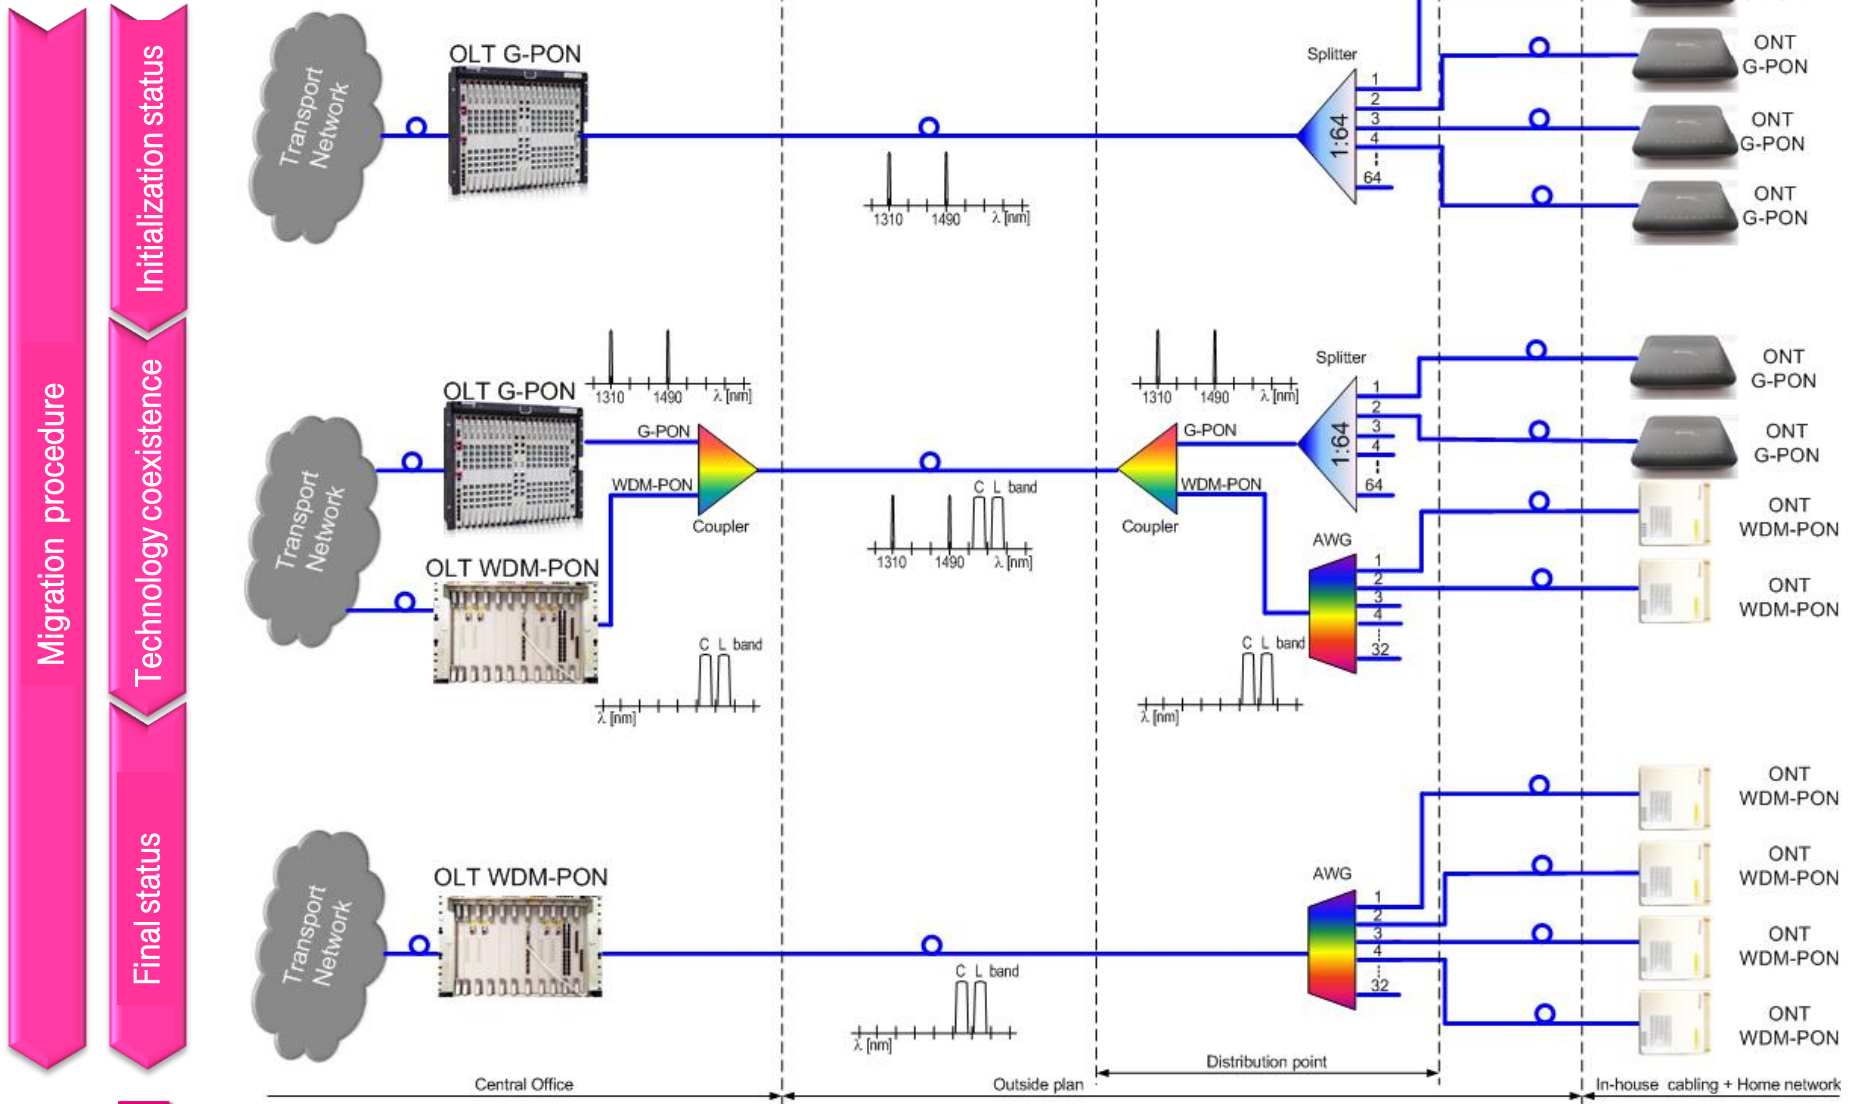 Migration procedure
Initialization status
Technology coexistence
Final status
Transport
Network
OLT G-PON
1310
1490
λ [nm]
Splitter
1:64
1
2
3
4
64
ONT
G-PON
ONT
G-PON
ONT
G-PON
Transport
Network
OLT G-PON
1310
1490
λ [nm]
G-PON
WDM-PON
Coupler
OLT WDM-PON
C L band
λ [nm]
C L band
1310
1490
λ [nm]
1310
1490
λ [nm]
G-PON
WDM-PON
Coupler
Splitter
1:64
1
2
3
4
64
AWG
1
2
3
4
32
C L band
λ [nm]
ONT
G-PON
ONT
G-PON
ONT
WDM-PON
ONT
WDM-PON
Transport
Network
OLT WDM-PON
C L band
λ [nm]
AWG
1
2
3
4
32
ONT
WDM-PON
ONT
WDM-PON
ONT
WDM-PON
ONT
WDM-PON
Central Office
Outside plan
Distribution point
In-house cabling + Home network